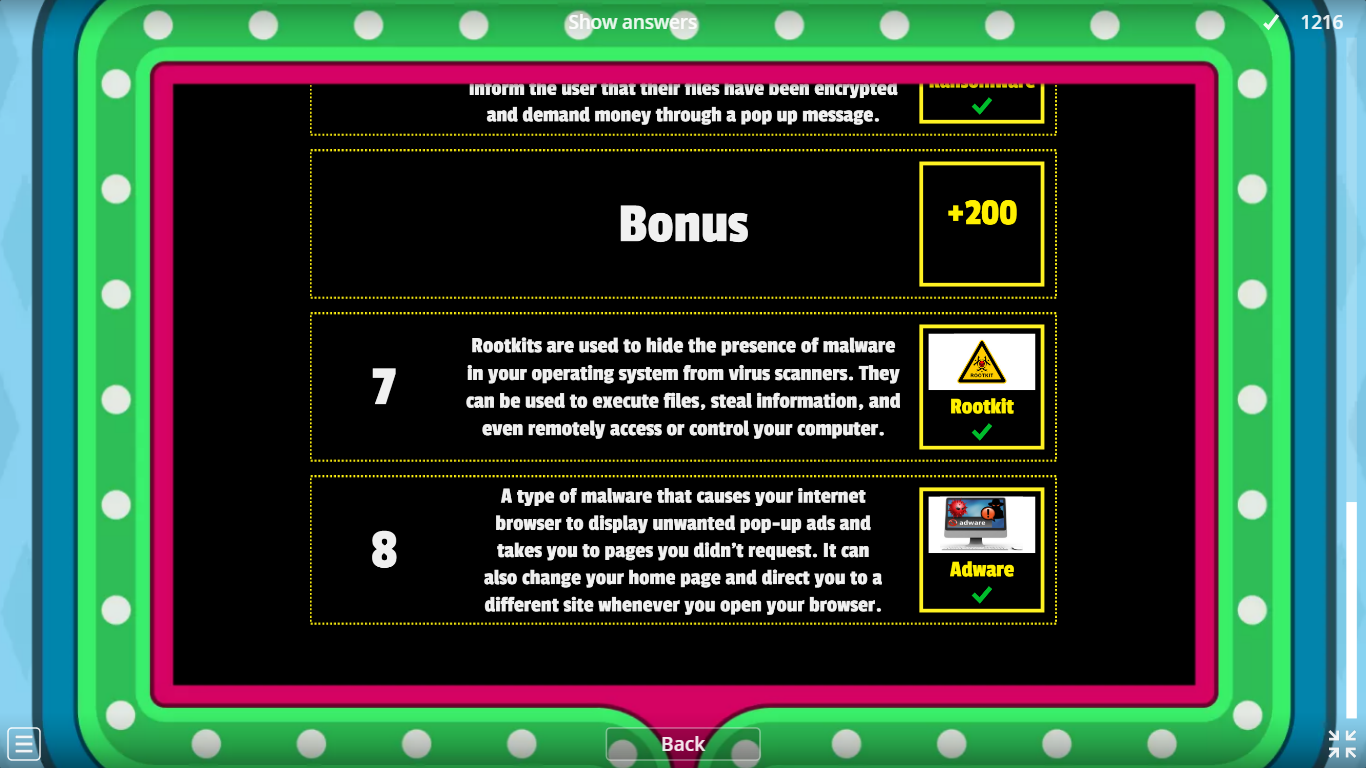 Show answers
1216
Inform the user that their files have been encrypted
and demand money through a pop up message.
Ransomware
Bonus
+200
7
Rootkits are used to hide the presence of malware
in your operating system from virus scanners. They
can be used to execute files, steal information, and
even remotely access or control your computer.
ROOTKIT
Rootkit
8
A type of malware that causes your internet
browser to display unwanted pop-up ads and
takes you to pages you didn't request. It can
also change your home page and direct you to a
different site whenever you open your browser.
adware
Adware
Back